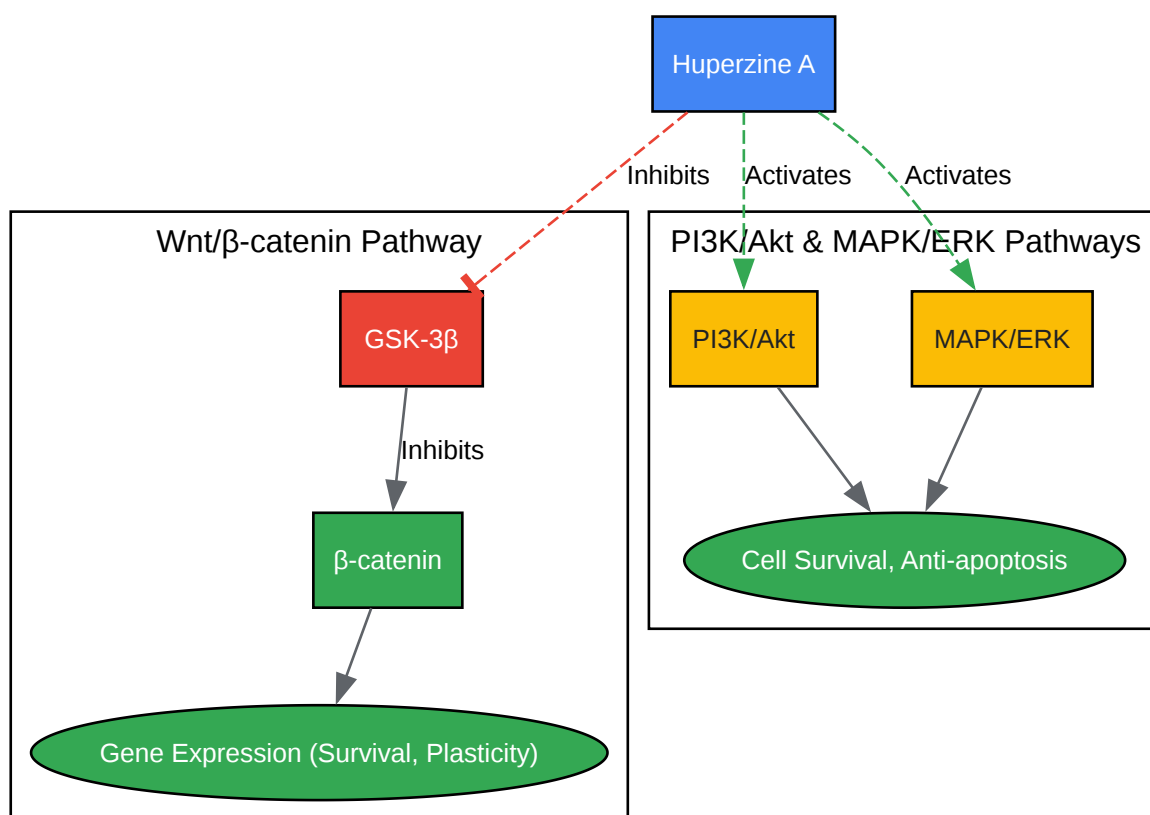 Huperzine A
Inhibits
Activates
Activates
Wnt/β-catenin Pathway
PI3K/Akt & MAPK/ERK Pathways
GSK-3β
PI3K/Akt
MAPK/ERK
Inhibits
β-catenin
Cell Survival, Anti-apoptosis
Gene Expression (Survival, Plasticity)